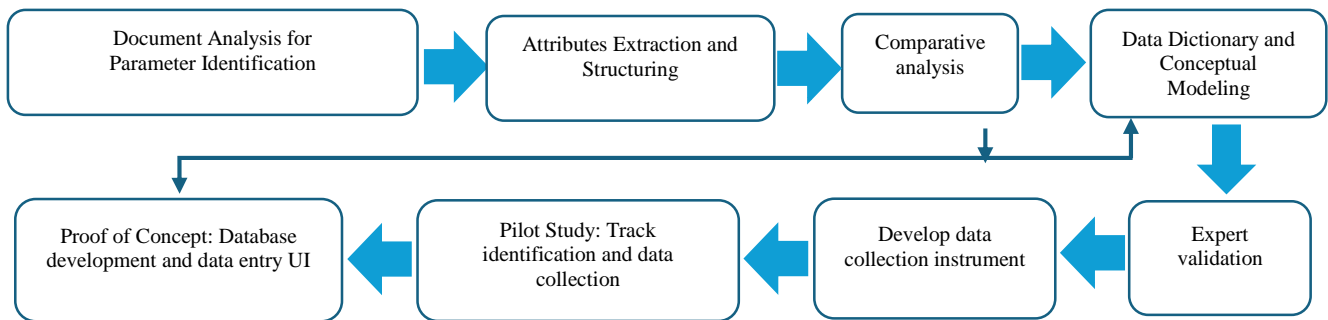 Document Analysis for
Parameter Identification
Attributes Extraction and
Structuring
Comparative
analysis
Data Dictionary and
Conceptual
Modeling
Proof of Concept: Database
development and data entry UI
Pilot Study: Track
identification and data
collection
Develop data
collection instrument
Expert
validation